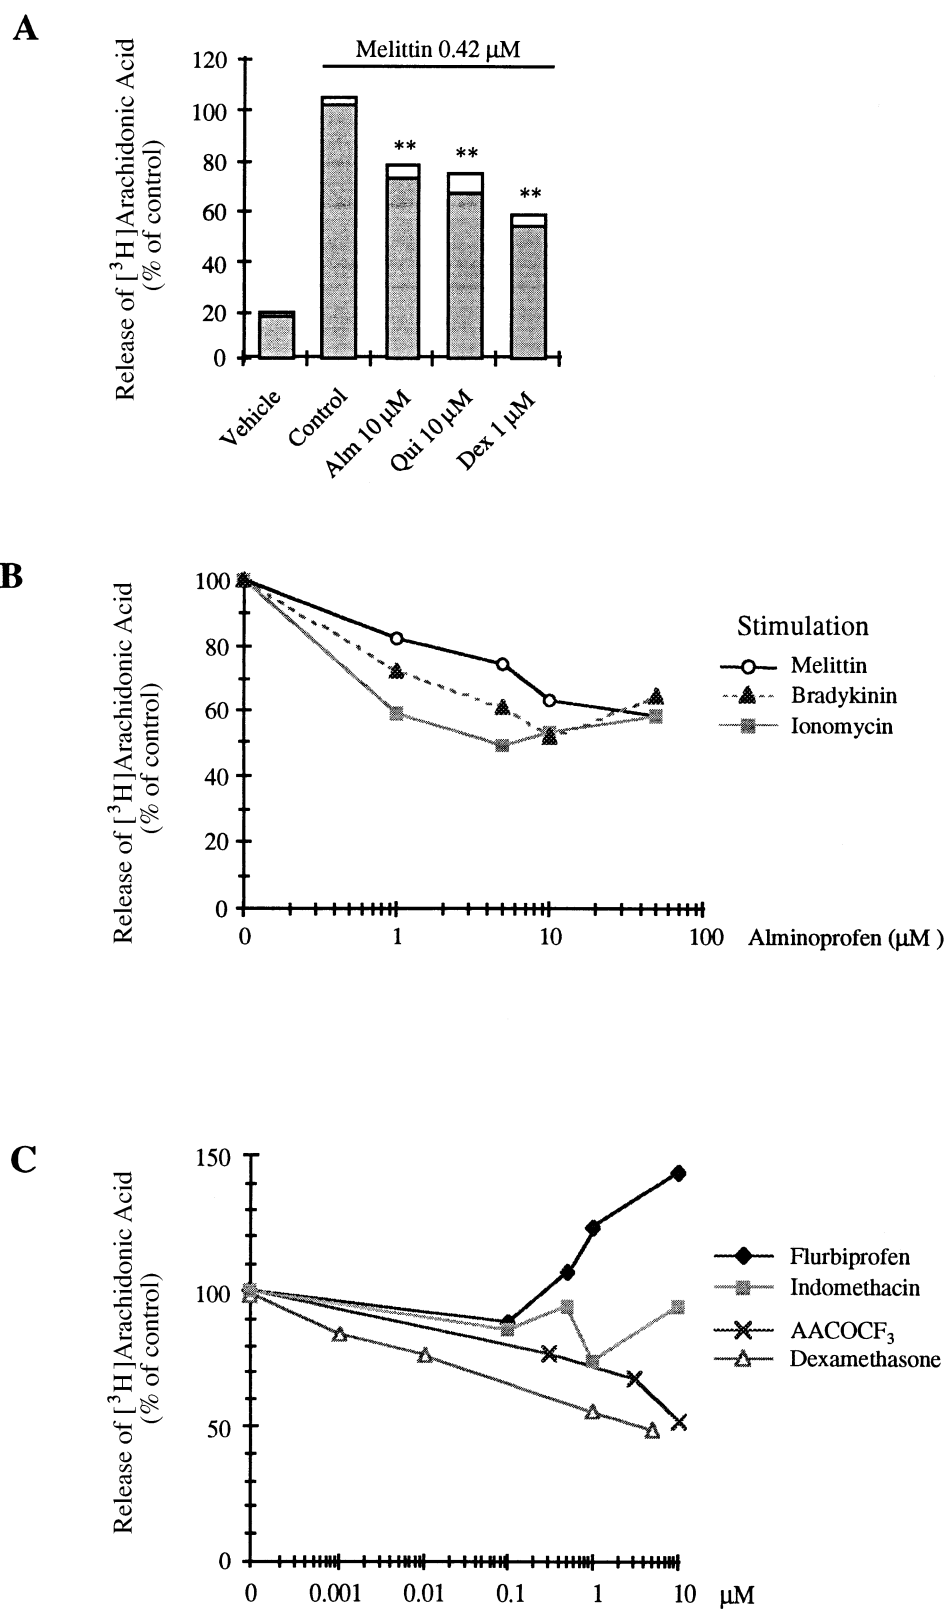 A
Melittin 0.42 µM
Release of [³H]Arachidonic Acid
(% of control)
120
100
80
60
40
20
0
**
**
**
Vehicle
Control
Alm 10 µM
Qui 10 µM
Dex 1 µM
B
Release of [³H]Arachidonic Acid
(% of control)
100
80
60
40
20
0
0
1
10
100
Alminoprofen (µM )
Stimulation
Melittin
Bradykinin
Ionomycin
C
Release of [³H]Arachidonic Acid
(% of control)
150
100
50
0
0
0.001
0.01
0.1
1
10
µM
Flurbiprofen
Indomethacin
AACOCF₃
Dexamethasone